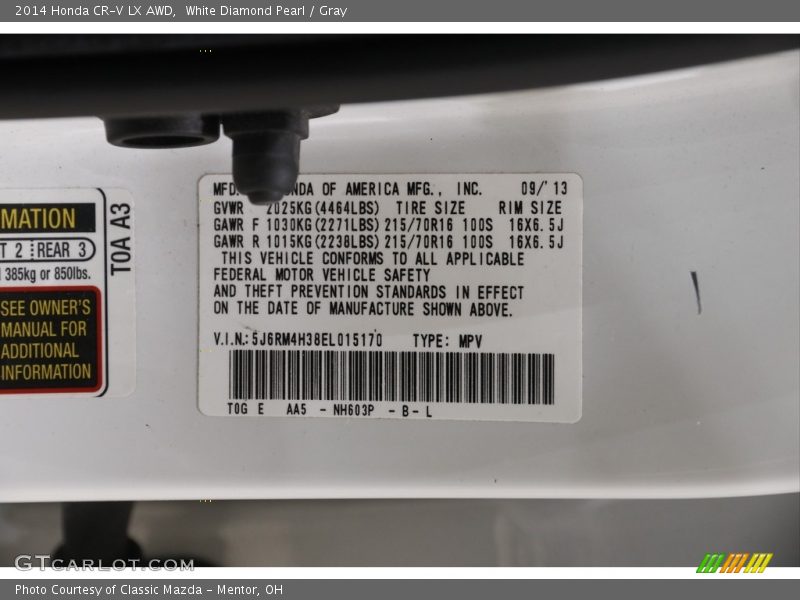 2014 Honda CR-V LX AWD,  White Diamond Pearl / Gray
MATION
T 2 REAR 3
385kg or 850lbs.
SEE OWNER'S
MANUAL FOR
ADDITIONAL
INFORMATION
T0A A3
OF AMERICA MFG., INC. 09/'13
GVWR 2025KG(4464LBS) TIRE SIZE RIM SIZE
GAWR F 1030KG(2271LBS) 215/70R16 100S 16X6.5J
GAWR R 1015KG(2238LBS) 215/70R16 100S 16X6.5J
THIS VEHICLE CONFORMS TO ALL APPLICABLE
FEDERAL MOTOR VEHICLE SAFETY
AND THEFT PREVENTION STANDARDS IN EFFECT
ON THE DATE OF MANUFACTURE SHOWN ABOVE.
V.I.N.:5J6RM4H38EL015170 TYPE: MPV
T0G E AA5 - NH603P - B- L
GTCARLOT.COM
Photo Courtesy of Classic Mazda - Mentor, OH